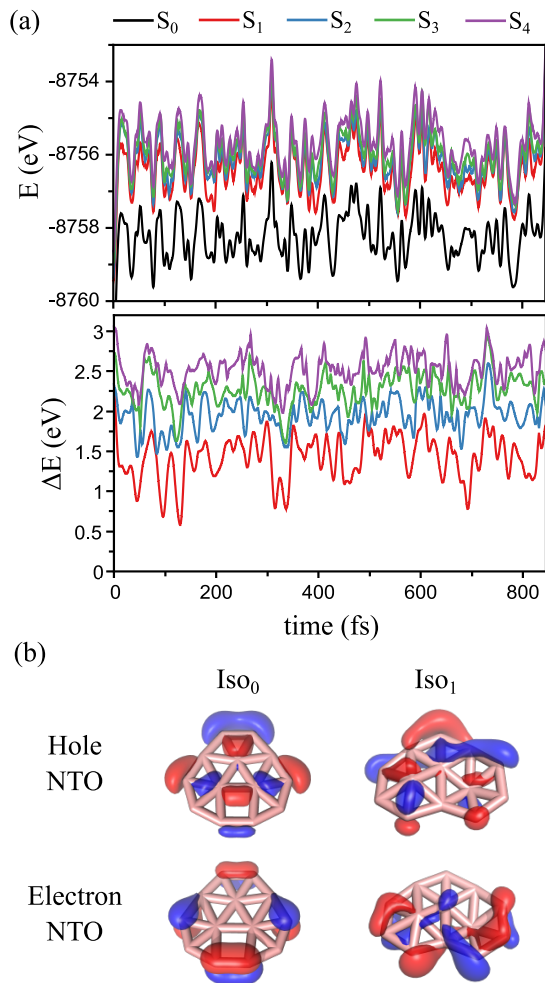 (a) S₀ S₁ S₂ S₃ S₄
E (eV)
-8754
-8756
-8758
-8760
ΔE (eV)
3
2.5
2
1.5
1
0.5
0
0 200 400 600 800
time (fs)
(b)
Iso₀ Iso₁
Hole
NTO
Electron
NTO